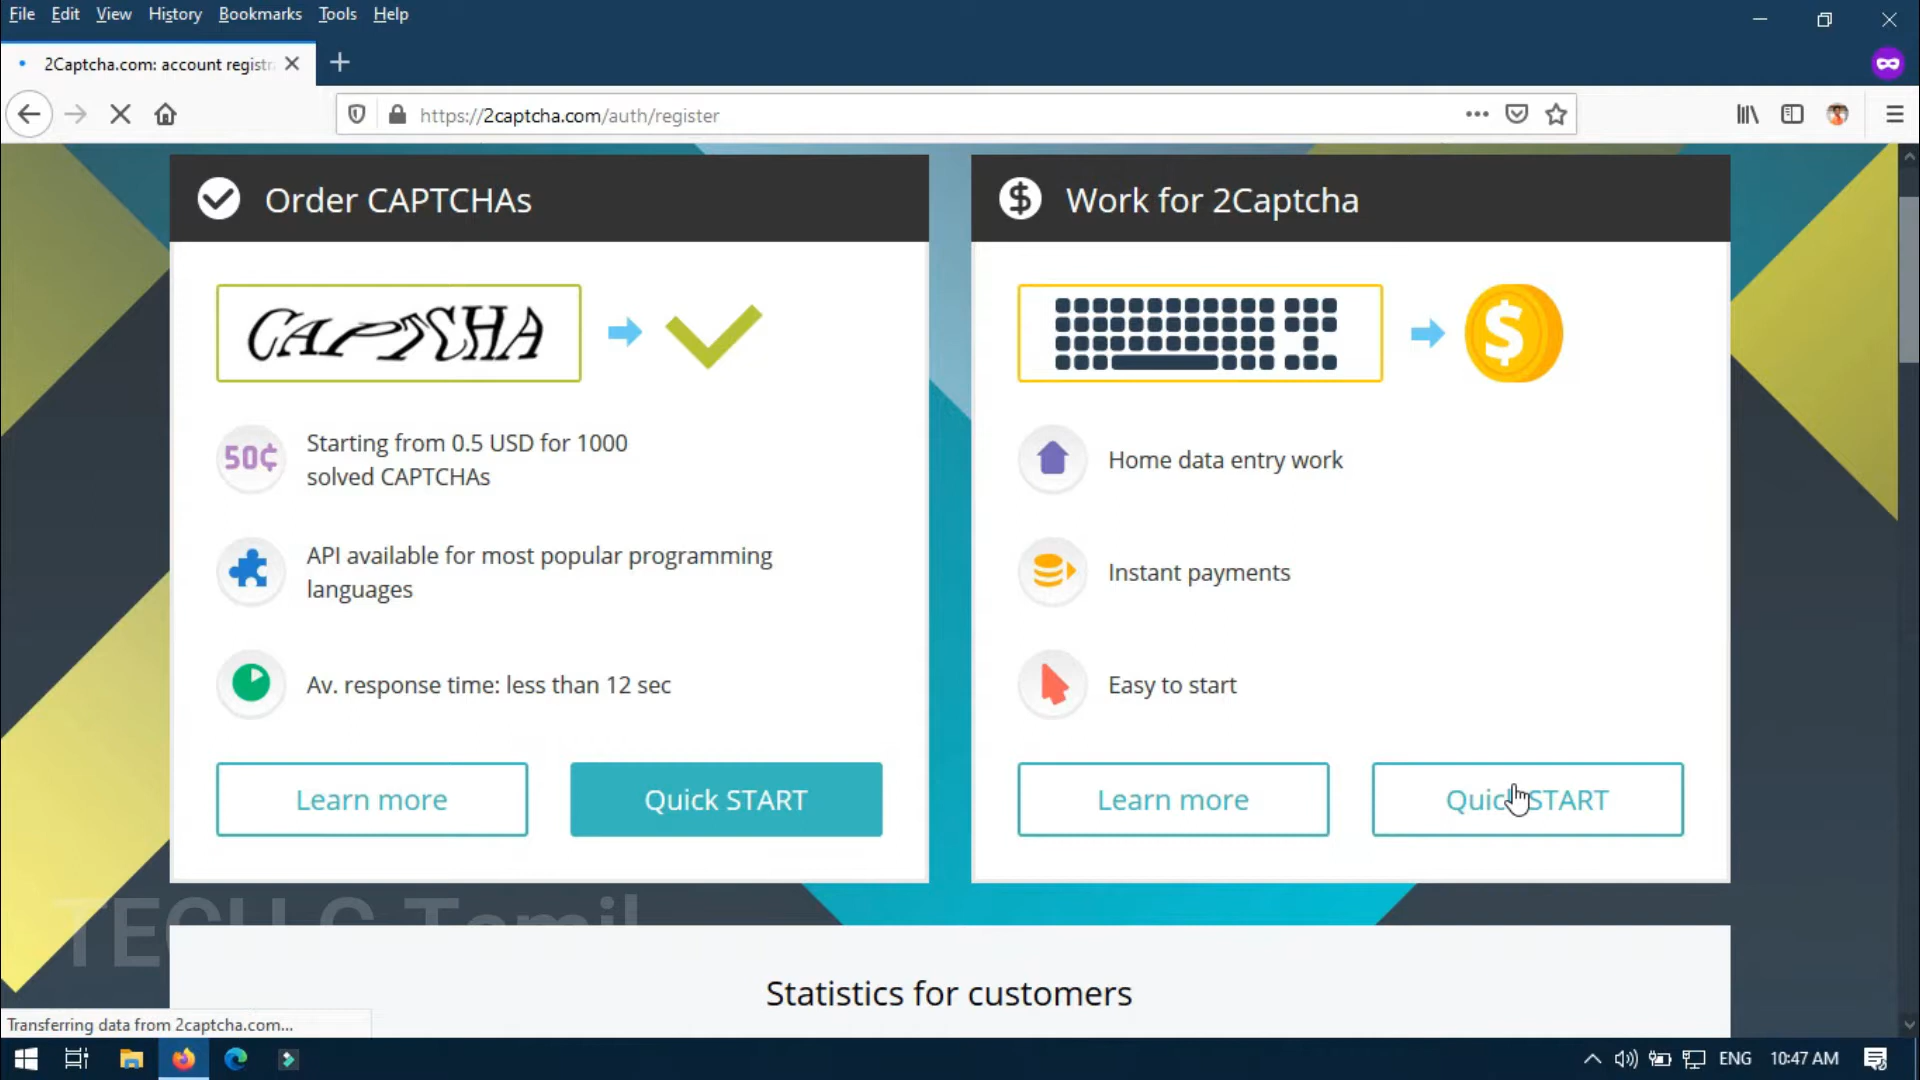 File Edit View History Bookmarks Tools Help
2Captcha.com: account registr
https://2captcha.com/auth/register
Order CAPTCHAs
CAPTCHA
50¢
Starting from 0.5 USD for 1000
solved CAPTCHAs
API available for most popular programming
languages
Av. response time: less than 12 sec
Learn more
Quick START
Work for 2Captcha
$
Home data entry work
Instant payments
Easy to start
Learn more
Quick START
TECH G Tamil
Statistics for customers
Transferring data from 2captcha.com...
ENG 10:47 AM